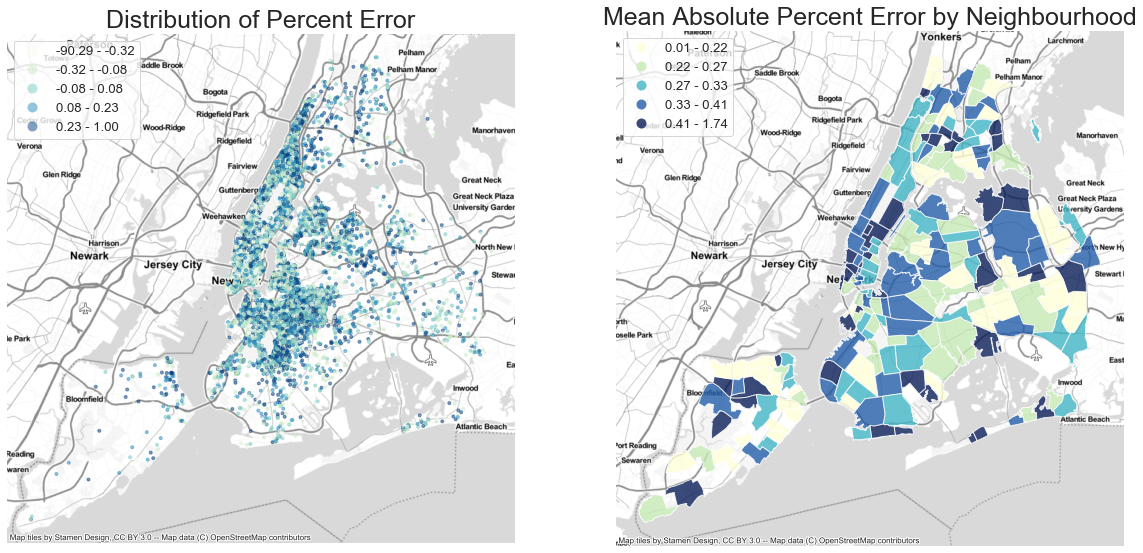 Distribution of Percent Error
-90.29 - -0.32
-0.32 - -0.08
-0.08 - 0.08
0.08 - 0.23
0.23 - 1.00
Totowa
Cedar Grove
Saddle Brook
Pelham
Pelham Manor
Bogota
Ridgefield Park
Wood-Ridge
Ridgefield
Manorhaven
Verona
Fairview
Glen Ridge
Guttenberg
Great Neck
Great Neck Plaza
University Garden
Weehawken
Harrison
Newark
Jersey City
North New
Stewar
New
le Park
Ea
Inwood
Bloomfield
Atlantic Beach
Reading
Sewaren
Map tiles by Stamen Design, CC BY 3.0 -- Map data (C) OpenStreetMap contributors
Mean Absolute Percent Error by Neighbourhood
0.01 - 0.22
0.22 - 0.27
0.27 - 0.33
0.33 - 0.41
0.41 - 1.74
Haledon
Paterson
Yonkers
Larchmont
Saddle Brook
Pelham
Pelham Manor
Bogota
Ridgefield Park
Wood-Ridge
Ridgefield
Manorhaven
Verona
Fairview
Glen Ridge
Guttenberg
Great Neck
Great Neck Plaza
University Gardens
Weehawken
Harrison
Newark
Jersey City
North New Hy
Stewart
Roselle Park
East
Inwood
Atlantic Beach
Port Reading
Sewaren
Map tiles by Stamen Design, CC BY 3.0 -- Map data (C) OpenStreetMap contributors